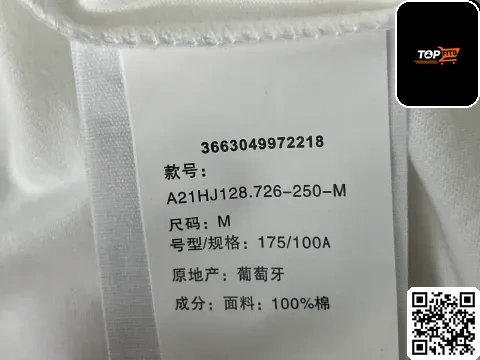 TOP
FITS
3663049972218
款号：
A21HJ128.726-250-M
尺码：M
号型/规格：175/100A
原地产：葡萄牙
成分：面料：100%棉